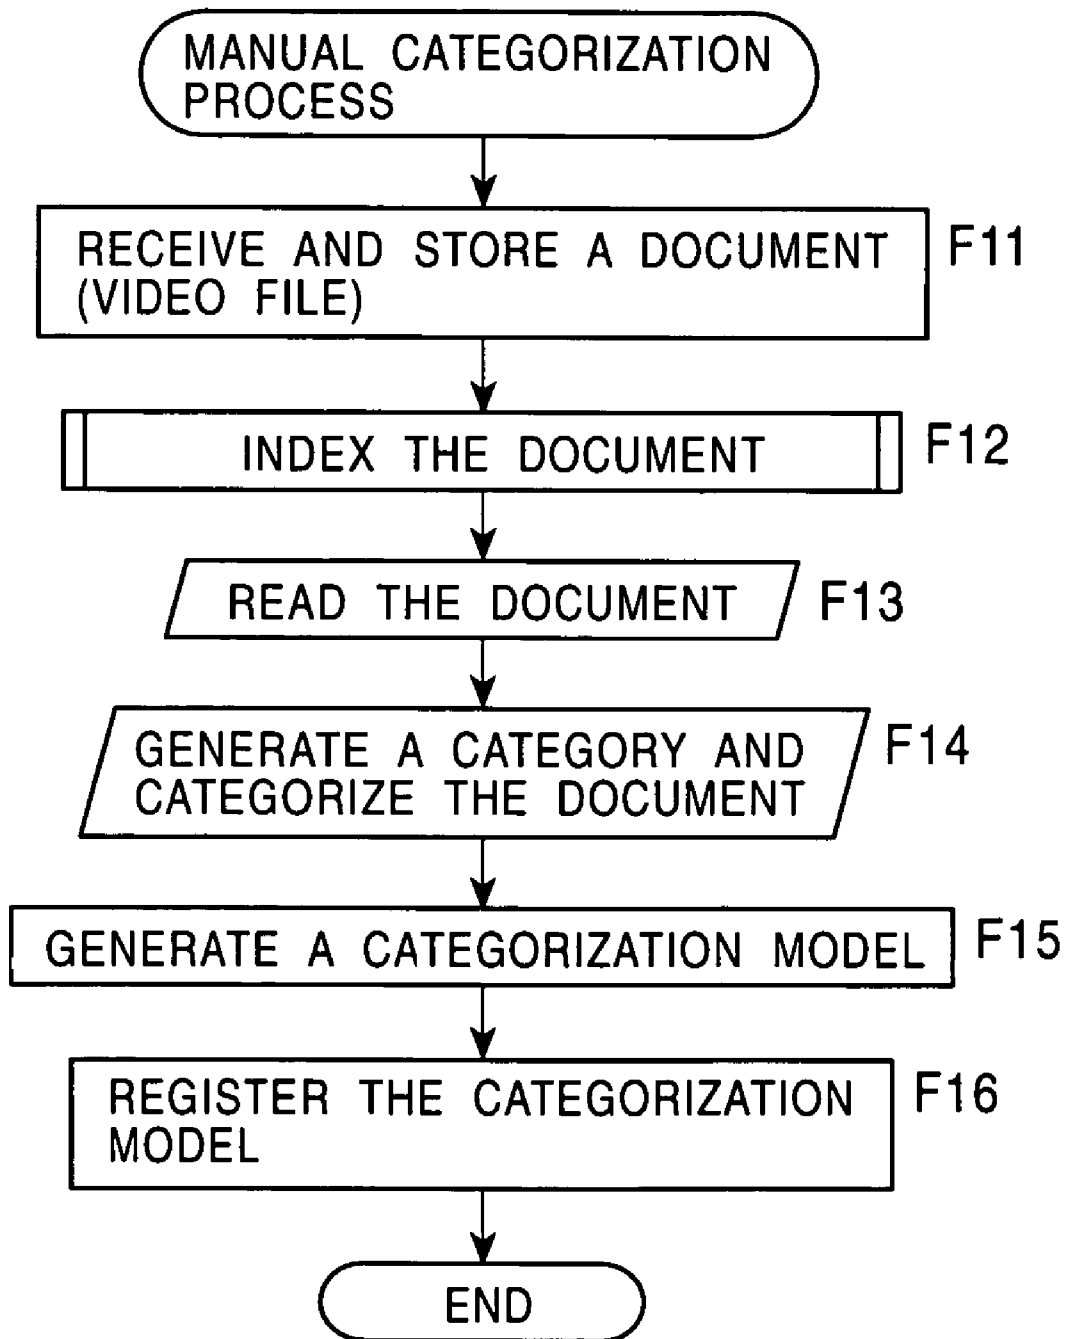 MANUAL CATEGORIZATION
PROCESS
RECEIVE AND STORE A DOCUMENT
(VIDEO FILE)
F11
INDEX THE DOCUMENT
F12
READ THE DOCUMENT
F13
GENERATE A CATEGORY AND
CATEGORIZE THE DOCUMENT
F14
GENERATE A CATEGORIZATION MODEL
F15
REGISTER THE CATEGORIZATION
MODEL
F16
END